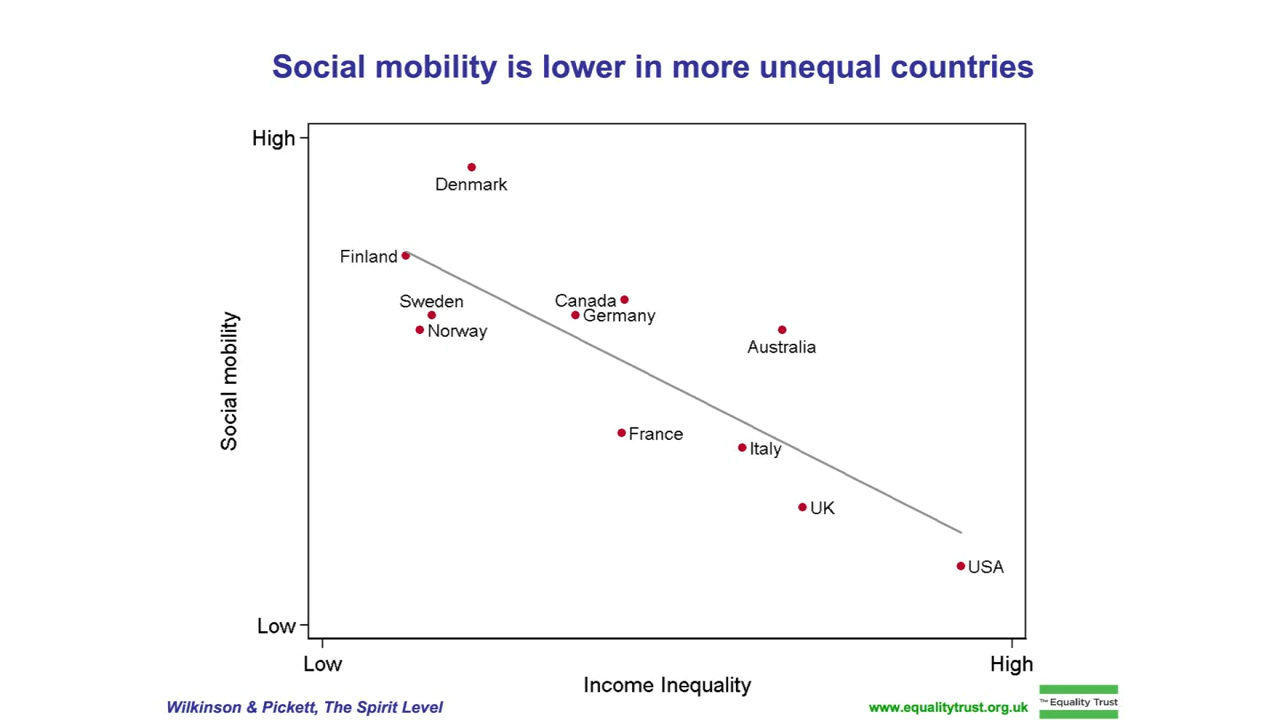 Social mobility is lower in more unequal countries
High
Denmark
Finland
Sweden
Canada
Germany
Norway
Australia
Social mobility
France
Italy
UK
USA
Low
Low
High
Income Inequality
Wilkinson & Pickett, The Spirit Level
www.equalitytrust.org.uk
The Equality Trust